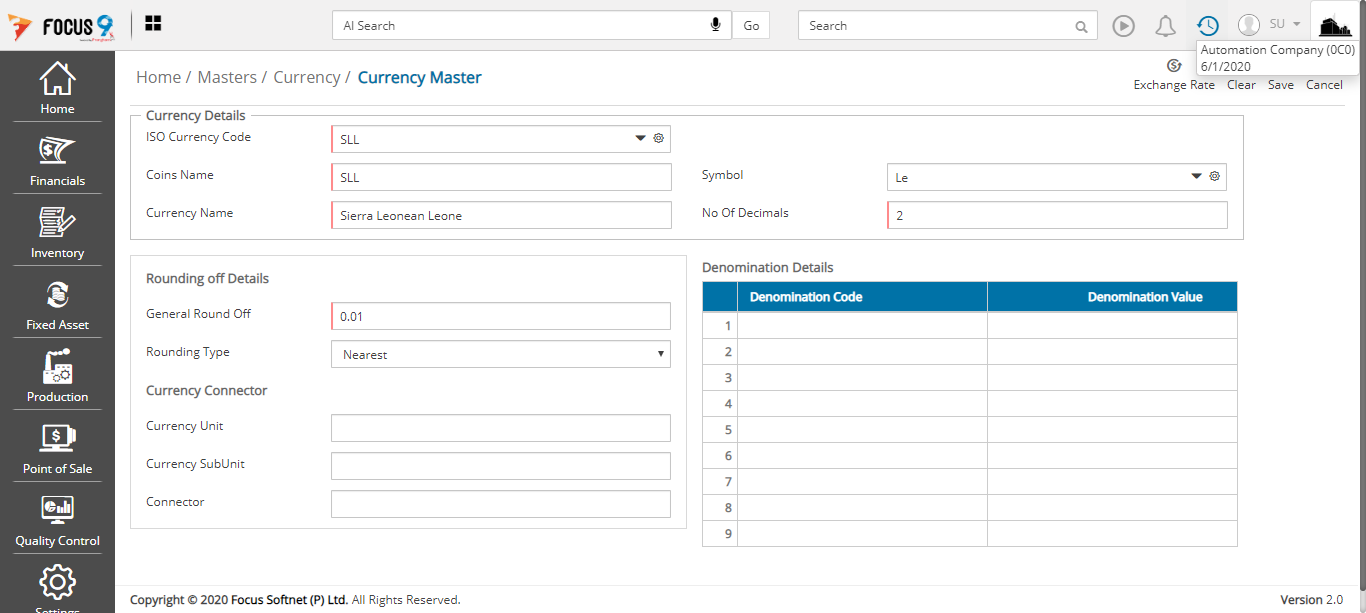 FOCUS 9
AI Search
Go
Search
SU
Automation Company (0C0)
6/1/2020
Home / Masters / Currency / Currency Master
Exchange Rate Clear Save Cancel
Home
Financials
Inventory
Fixed Asset
Production
Point of Sale
Quality Control
Settings
Currency Details
ISO Currency Code SLL
Coins Name SLL Symbol Le
Currency Name Sierra Leonean Leone No Of Decimals 2
Rounding off Details
General Round Off 0.01
Rounding Type Nearest
Currency Connector
Currency Unit
Currency SubUnit
Connector
Denomination Details
Denomination Code Denomination Value
1
2
3
4
5
6
7
8
9
Copyright © 2020 Focus Softnet (P) Ltd. All Rights Reserved.
Version 2.0